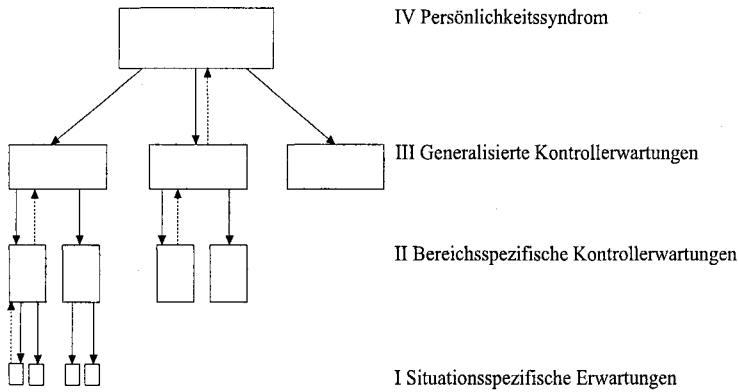 IV Persönlichkeitssyndrom
III Generalisierte Kontrollerwartungen
II Bereichsspezifische Kontrollerwartungen
I Situationsspezifische Erwartungen